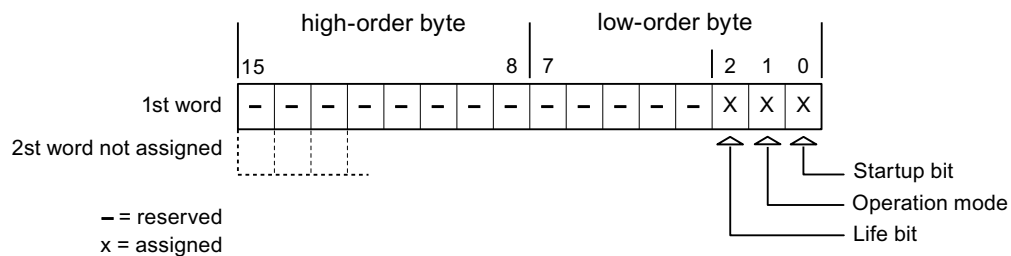 high-order byte low-order byte
15 8 7 2 1 0
1st word – – – – – – – – – – – – – X X X
2st word not assigned
Startup bit
– = reserved Operation mode
x = assigned Life bit